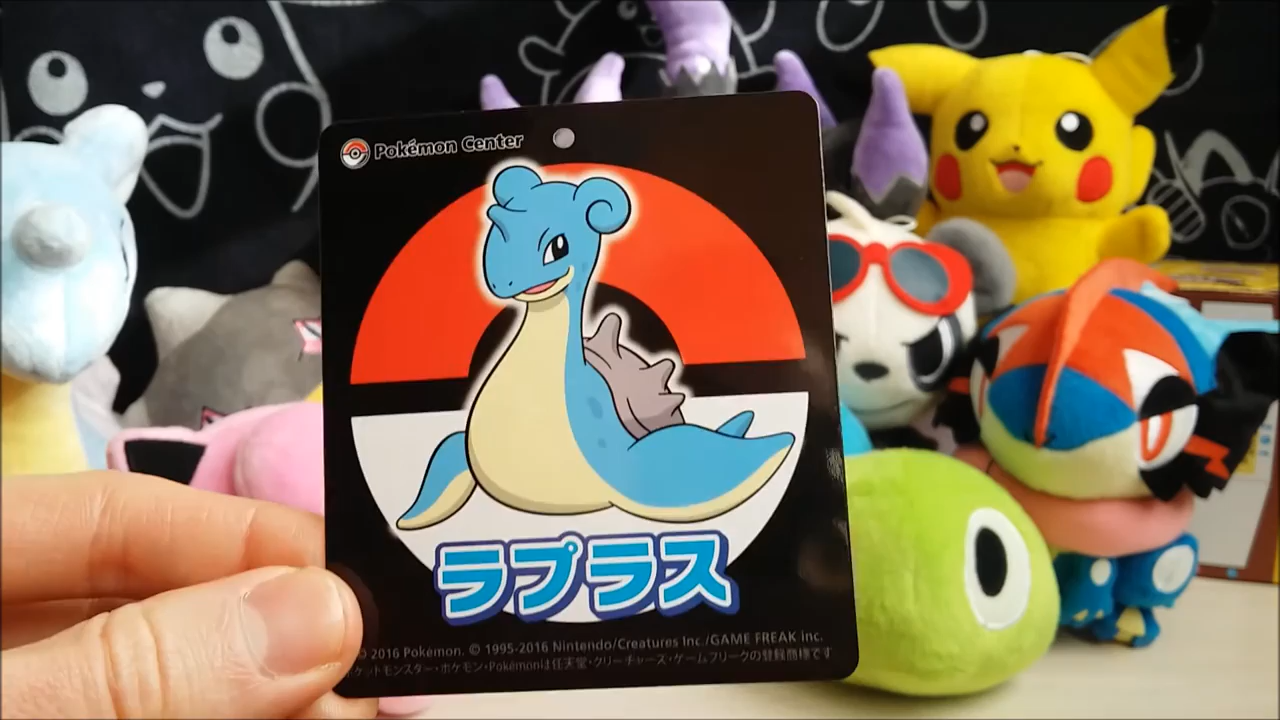 Pokémon Center
ラプラス
2016 Pokémon. © 1995-2016 Nintendo/Creatures Inc./GAME FREAK inc.
ケットモンスター・ポケモン・Pokémonは任天堂・クリーチャーズ・ゲームフリークの登録商標です